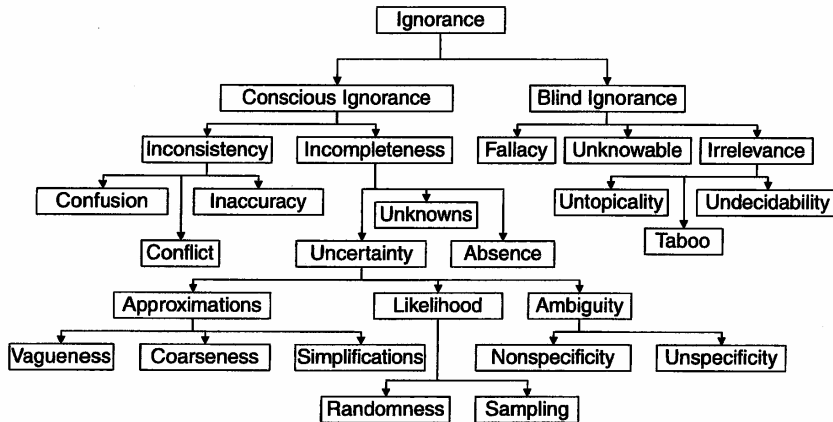 Ignorance
Conscious Ignorance
Blind Ignorance
Inconsistency
Incompleteness
Fallacy
Unknowable
Irrelevance
Confusion
Inaccuracy
Unknowns
Untopicality
Undecidability
Taboo
Conflict
Uncertainty
Absence
Approximations
Likelihood
Ambiguity
Vagueness
Coarseness
Simplifications
Nonspecificity
Unspecificity
Randomness
Sampling